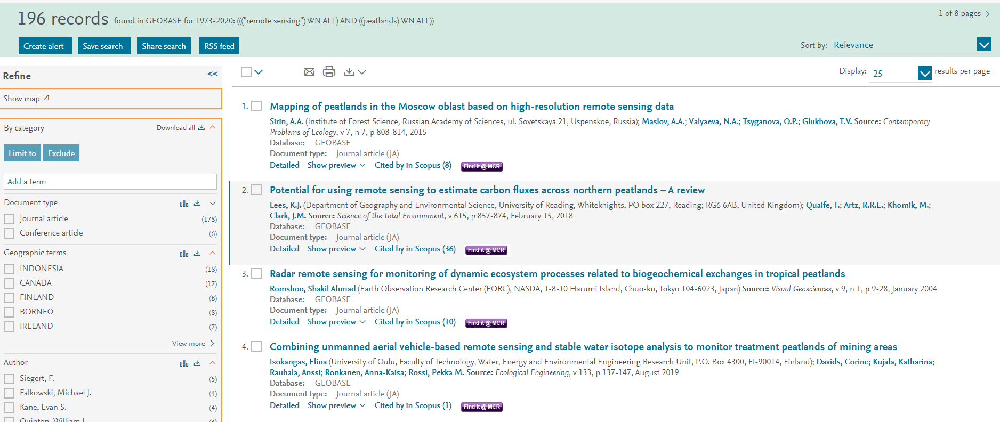 196 records found in GEOBASE for 1973-2020: ((("remote sensing") WN ALL) AND ((peatlands) WN ALL))
1 of 8 pages >
Create alert Save search Share search RSS feed
Sort by: Relevance
Refine <<
Show map
By category Download all
Limit to Exclude
Add a term
Document type
Journal article (178)
Conference article (6)
Geographic terms
INDONESIA (18)
CANADA (17)
FINLAND (8)
BORNEO (8)
IRELAND (7)
View more >
Author
Siegert, F. (5)
Falkowski, Michael J. (4)
Kane, Evan S. (4)
Quinton, William L. (4)
Display: 25 results per page
1. Mapping of peatlands in the Moscow oblast based on high-resolution remote sensing data
Sirin, A.A. (Institute of Forest Science, Russian Academy of Sciences, ul. Sovetskaya 21, Uspenskoe, Russia); Maslov, A.A.; Valyaeva, N.A.; Tsyganova, O.P.; Glukhova, T.V. Source: Contemporary
Problems of Ecology, v 7, n 7, p 808-814, 2015
Database: GEOBASE
Document type: Journal article (JA)
Detailed Show preview Cited by in Scopus (8) Find it @ MCR
2. Potential for using remote sensing to estimate carbon fluxes across northern peatlands – A review
Lees, K.J. (Department of Geography and Environmental Science, University of Reading, Whiteknights, PO box 227, Reading; RG6 6AB, United Kingdom); Quaife, T.; Artz, R.R.E.; Khomik, M.;
Clark, J.M. Source: Science of the Total Environment, v 615, p 857-874, February 15, 2018
Database: GEOBASE
Document type: Journal article (JA)
Detailed Show preview Cited by in Scopus (36) Find it @ MCR
3. Radar remote sensing for monitoring of dynamic ecosystem processes related to biogeochemical exchanges in tropical peatlands
Romshoo, Shakil Ahmad (Earth Observation Research Center (EORC), NASDA, 1-8-10 Harumi Island, Chuo-ku, Tokyo 104-6023, Japan) Source: Visual Geosciences, v 9, n 1, p 9-28, January 2004
Database: GEOBASE
Document type: Journal article (JA)
Detailed Show preview Cited by in Scopus (10) Find it @ MCR
4. Combining unmanned aerial vehicle-based remote sensing and stable water isotope analysis to monitor treatment peatlands of mining areas
Isokangas, Elina (University of Oulu, Faculty of Technology, Water, Energy and Environmental Engineering Research Unit, P.O. Box 4300, FI-90014, Finland); Davids, Corine; Kujala, Katharina;
Rauhala, Anssi; Ronkanen, Anna-Kaisa; Rossi, Pekka M. Source: Ecological Engineering, v 133, p 137-147, August 2019
Database: GEOBASE
Document type: Journal article (JA)
Detailed Show preview Cited by in Scopus (1) Find it @ MCR